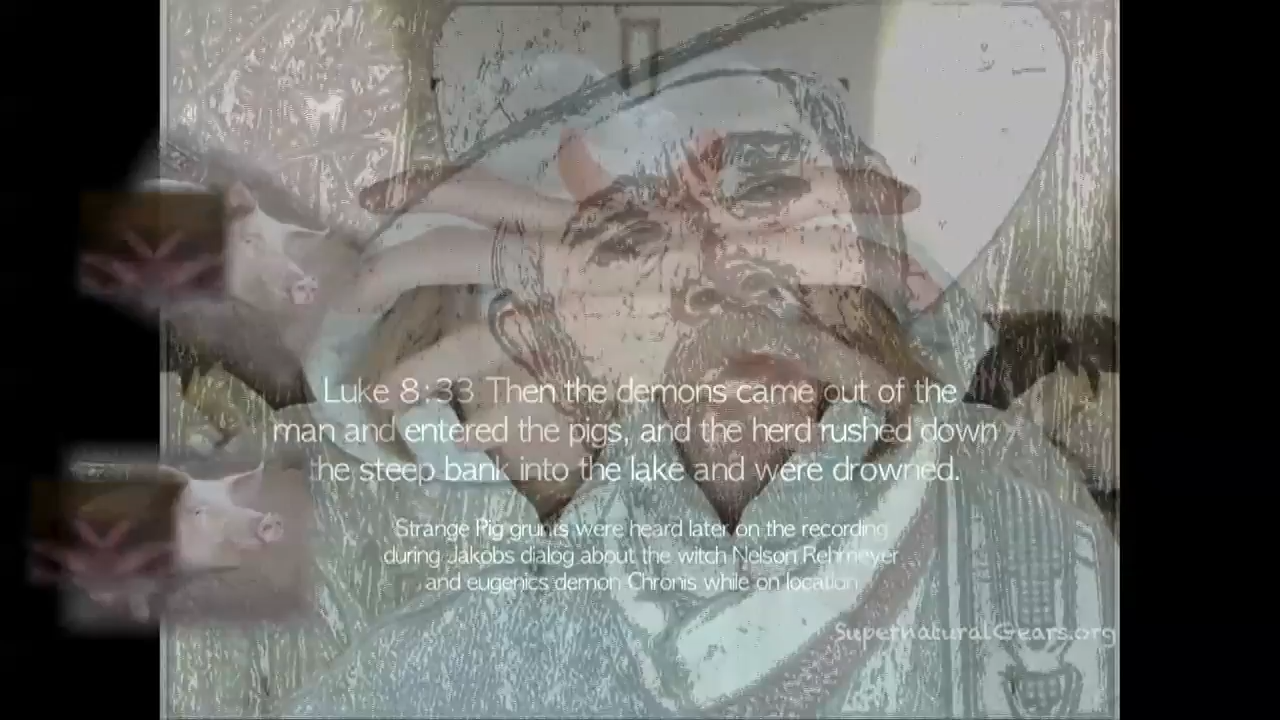 Luke 8:33 Then the demons came out of the
man and entered the pigs, and the herd rushed down
the steep bank into the lake and were drowned.
Strange Pig grunts were heard later on the recording
during Jakobs dialog about the witch Nelson Rehmeyer
and eugenics demon Chronis while on location
SupernaturalGears.org